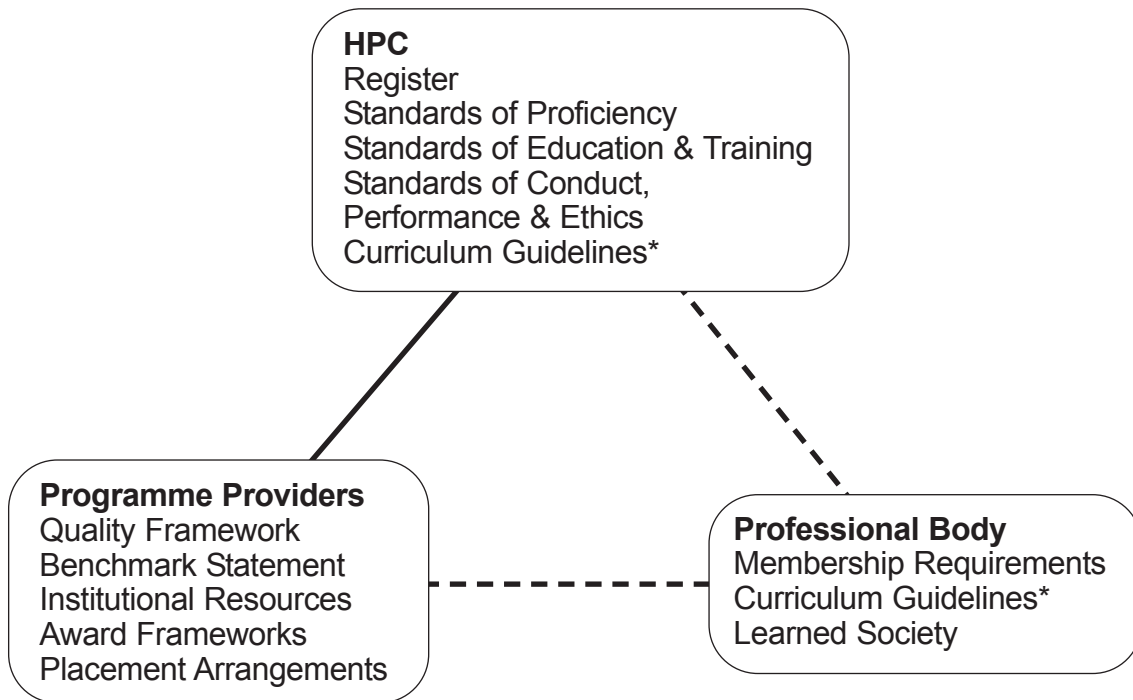 HPC
Register
Standards of Proficiency
Standards of Education & Training
Standards of Conduct,
Performance & Ethics
Curriculum Guidelines*
Programme Providers
Quality Framework
Benchmark Statement
Institutional Resources
Award Frameworks
Placement Arrangements
Professional Body
Membership Requirements
Curriculum Guidelines*
Learned Society